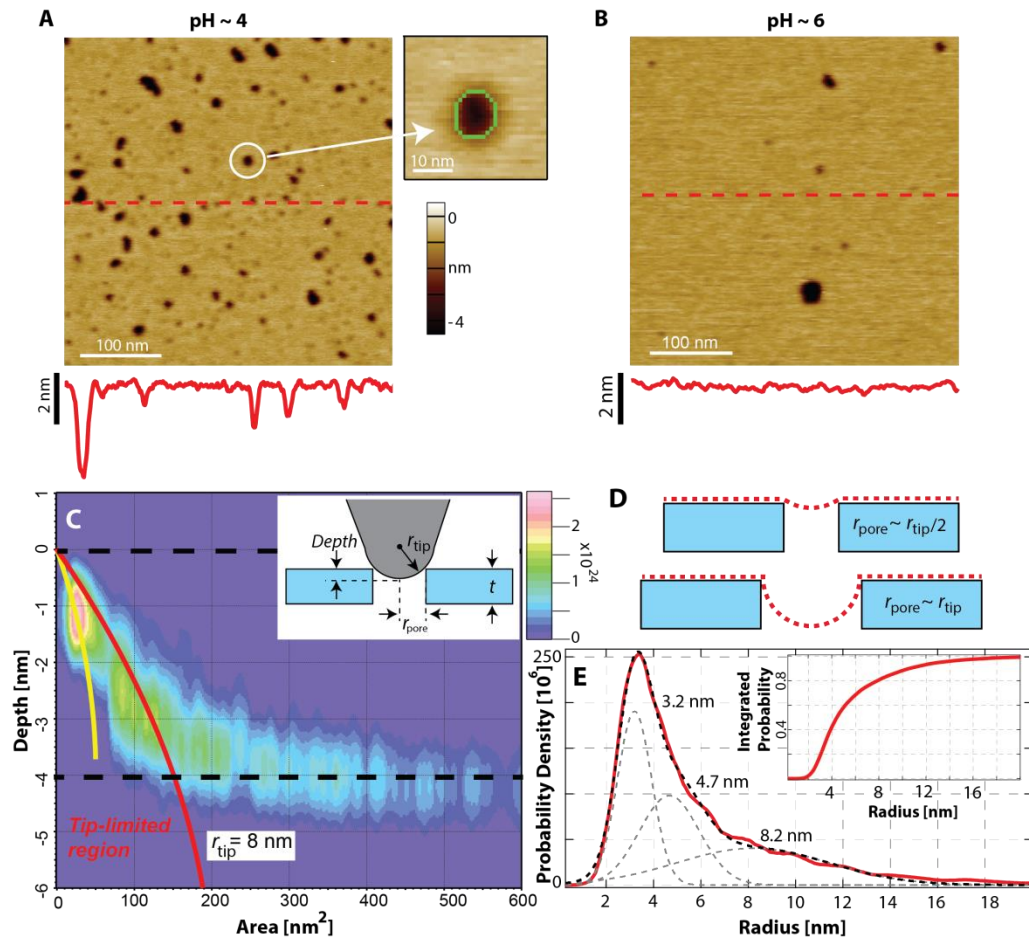 A
pH ~ 4
B
pH ~ 6
10 nm
0
nm
-4
100 nm
100 nm
2 nm
2 nm
C
1
0
-1
-2
-3
-4
-5
-6
Depth [nm]
0
100
200
300
400
500
600
Area [nm²]
Tip-limited
region
r_tip = 8 nm
Depth
r_tip
t
r_pore
2
1
0
x10^24
D
r_pore ~ r_tip/2
r_pore ~ r_tip
E
250
0
Probability Density [10^6]
3.2 nm
4.7 nm
8.2 nm
0
2
4
6
8
10
12
14
16
18
Radius [nm]
Integrated
Probability
0.8
0.4
4
8
12
16
Radius [nm]